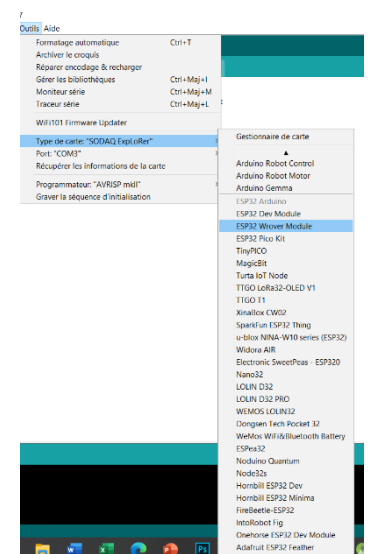 Outils Aide
Formatage automatique Ctrl+T
Archiver le croquis
Réparer encodage & recharger
Gérer les bibliothèques Ctrl+Maj+I
Moniteur série Ctrl+Maj+M
Traceur série Ctrl+Maj+L
WiFi101 Firmware Updater
Type de carte: "SODAQ ExpLoRer"
Port: "COM3"
Récupérer les informations de la carte
Programmateur: "AVRISP mkII"
Graver la séquence d'initialisation
Gestionnaire de carte
Arduino Robot Control
Arduino Robot Motor
Arduino Gemma
ESP32 Arduino
ESP32 Dev Module
ESP32 Wrover Module
ESP32 Pico Kit
TinyPICO
MagicBit
Turta IoT Node
TTGO LoRa32-OLED V1
TTGO T1
XinaBox CW02
SparkFun ESP32 Thing
u-blox NINA-W10 series (ESP32)
Widora AIR
Electronic SweetPeas - ESP320
Nano32
LOLIN D32
LOLIN D32 PRO
WEMOS LOLIN32
Dongsen Tech Pocket 32
WeMos WiFi&Bluetooth Battery
ESPea32
Noduino Quantum
Node32s
Hornbill ESP32 Dev
Hornbill ESP32 Minima
FireBeetle-ESP32
IntoRobot Fig
Onehorse ESP32 Dev Module
Adafruit ESP32 Feather
Ps